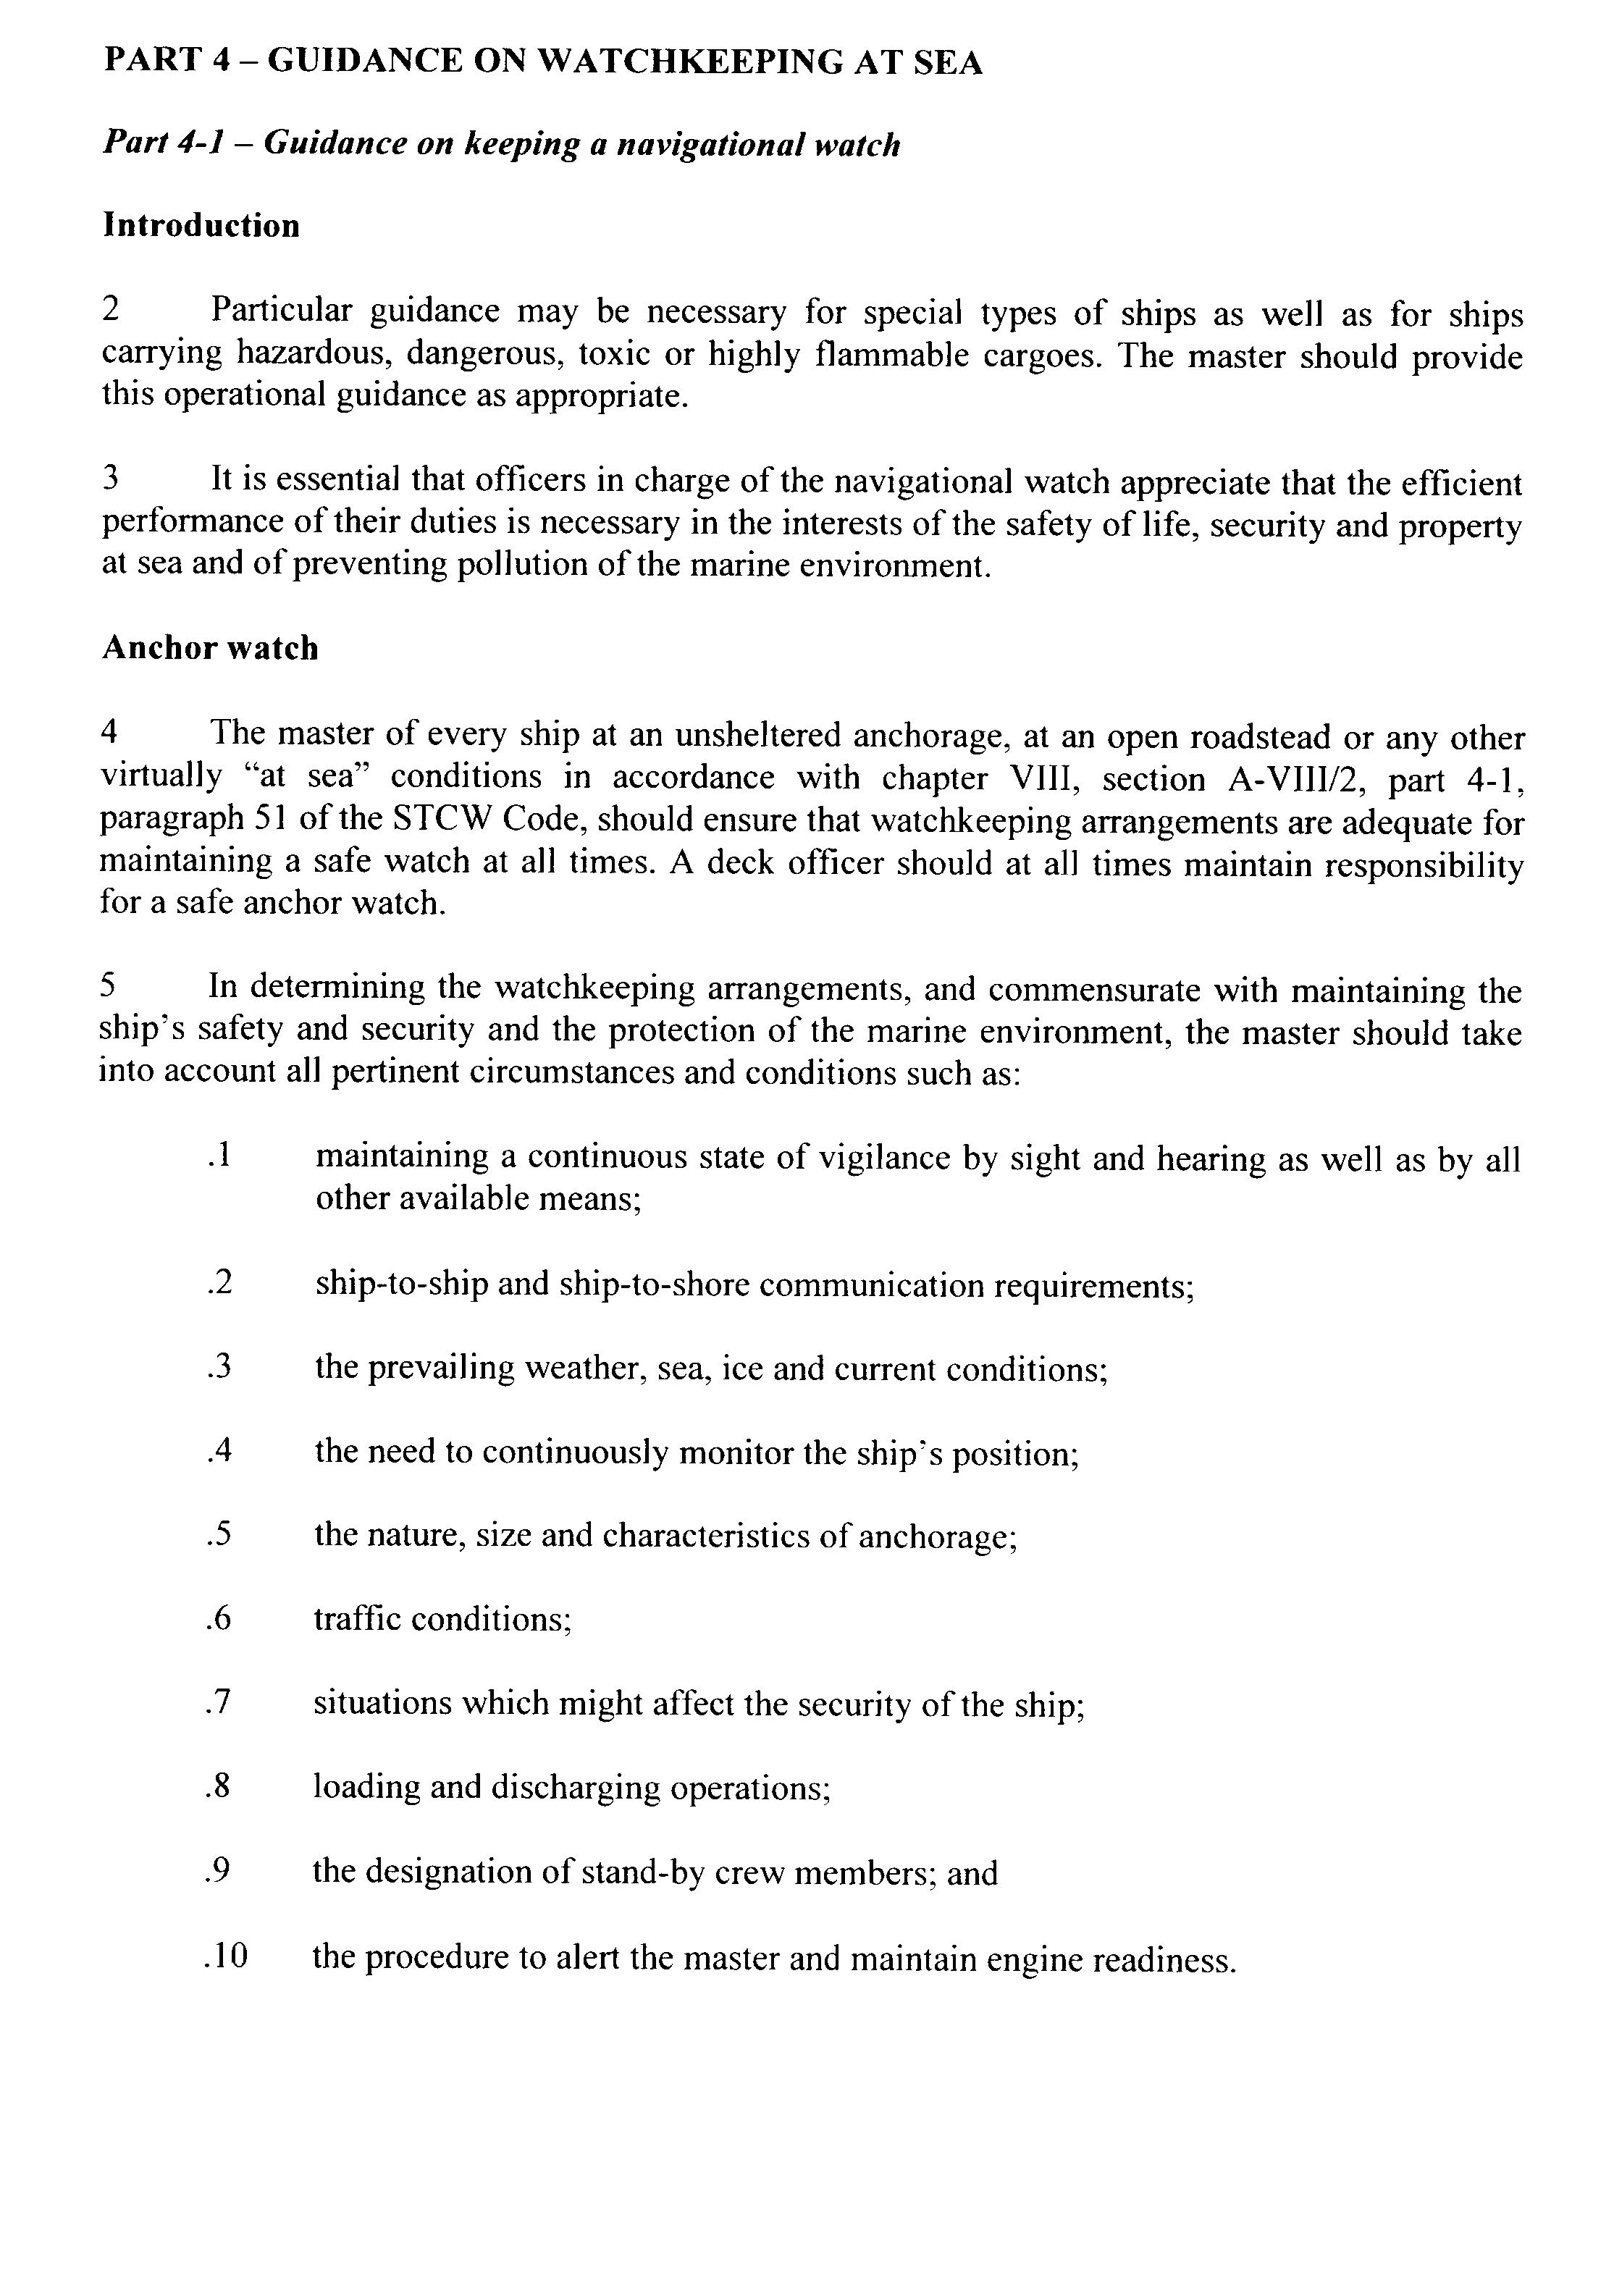 PART 4 – GUIDANCE ON WATCHKEEPING AT SEA
Part 4-1 – Guidance on keeping a navigational watch
Introduction
2 Particular guidance may be necessary for special types of ships as well as for ships
carrying hazardous, dangerous, toxic or highly flammable cargoes. The master should provide
this operational guidance as appropriate.
3 It is essential that officers in charge of the navigational watch appreciate that the efficient
performance of their duties is necessary in the interests of the safety of life, security and property
at sea and of preventing pollution of the marine environment.
Anchor watch
4 The master of every ship at an unsheltered anchorage, at an open roadstead or any other
virtually “at sea” conditions in accordance with chapter VIII, section A-VIII/2, part 4-1,
paragraph 51 of the STCW Code, should ensure that watchkeeping arrangements are adequate for
maintaining a safe watch at all times. A deck officer should at all times maintain responsibility
for a safe anchor watch.
5 In determining the watchkeeping arrangements, and commensurate with maintaining the
ship’s safety and security and the protection of the marine environment, the master should take
into account all pertinent circumstances and conditions such as:
.1 maintaining a continuous state of vigilance by sight and hearing as well as by all
other available means;
.2 ship-to-ship and ship-to-shore communication requirements;
.3 the prevailing weather, sea, ice and current conditions;
.4 the need to continuously monitor the ship’s position;
.5 the nature, size and characteristics of anchorage;
.6 traffic conditions;
.7 situations which might affect the security of the ship;
.8 loading and discharging operations;
.9 the designation of stand-by crew members; and
.10 the procedure to alert the master and maintain engine readiness.